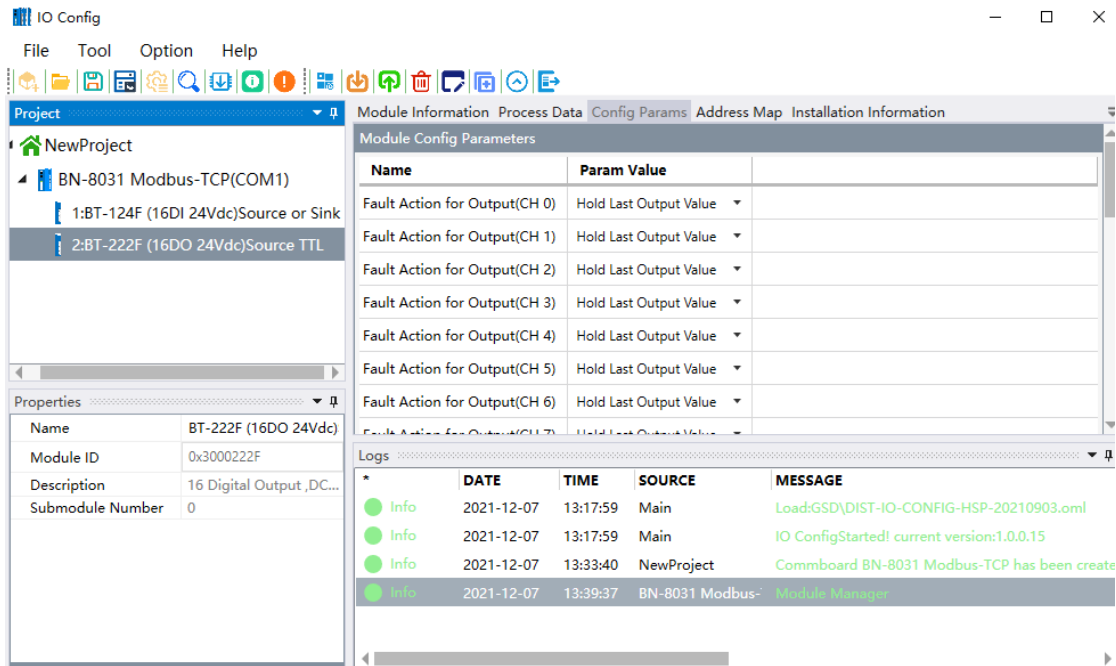 IO Config
File Tool Option Help
Project
NewProject
BN-8031 Modbus-TCP(COM1)
1:BT-124F (16DI 24Vdc)Source or Sink
2:BT-222F (16DO 24Vdc)Source TTL
Properties
Name BT-222F (16DO 24Vdc)
Module ID 0x3000222F
Description 16 Digital Output ,DC...
Submodule Number 0
Module Information Process Data Config Params Address Map Installation Information
Module Config Parameters
Name Param Value
Fault Action for Output(CH 0) Hold Last Output Value
Fault Action for Output(CH 1) Hold Last Output Value
Fault Action for Output(CH 2) Hold Last Output Value
Fault Action for Output(CH 3) Hold Last Output Value
Fault Action for Output(CH 4) Hold Last Output Value
Fault Action for Output(CH 5) Hold Last Output Value
Fault Action for Output(CH 6) Hold Last Output Value
Fault Action for Output(CH 7) Hold Last Output Value
Logs
* DATE TIME SOURCE MESSAGE
Info 2021-12-07 13:17:59 Main Load:GSD\DIST-IO-CONFIG-HSP-20210903.oml
Info 2021-12-07 13:17:59 Main IO ConfigStarted! current version:1.0.0.15
Info 2021-12-07 13:33:40 NewProject Commboard BN-8031 Modbus-TCP has been create
Info 2021-12-07 13:39:37 BN-8031 Modbus- Module Manager